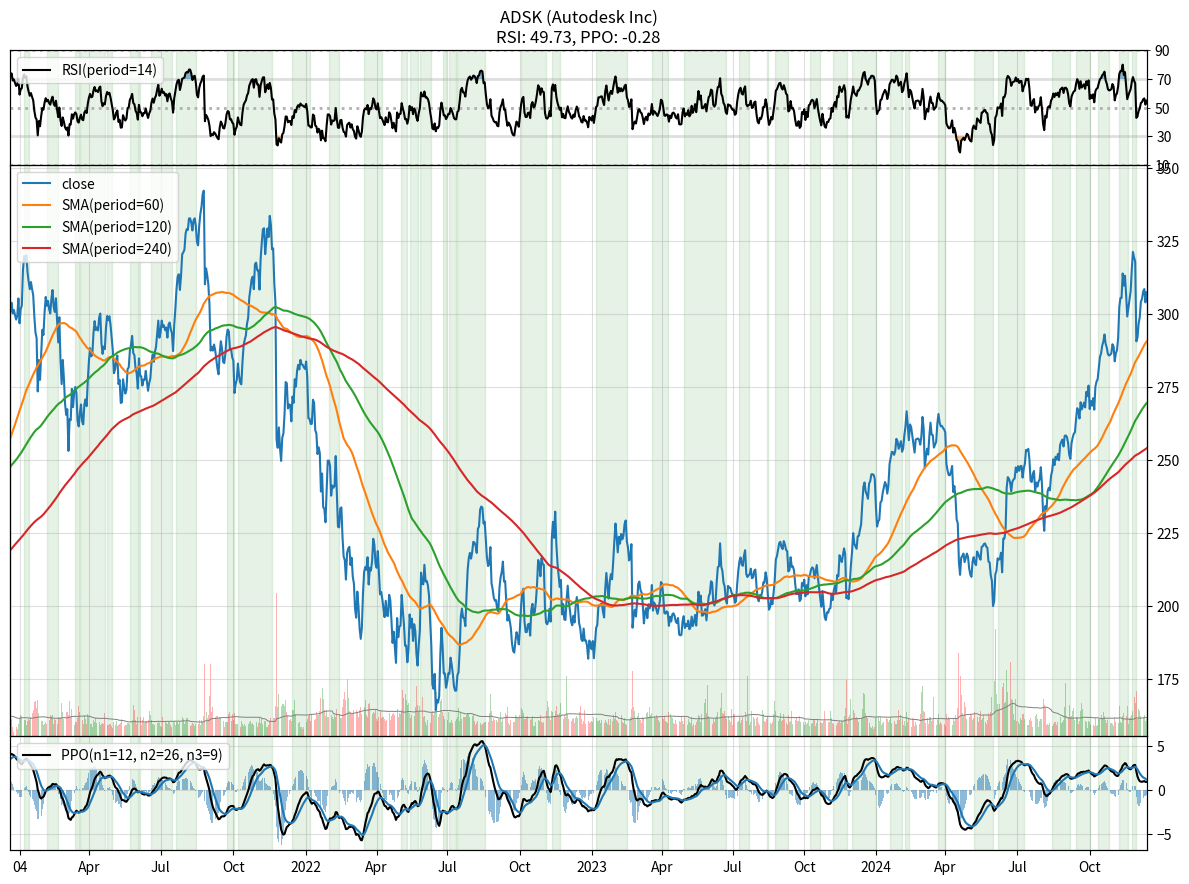 ADSK (Autodesk Inc)
RSI: 49.73, PPO: -0.28
RSI(period=14)
90
70
50
30
10
350
close
SMA(period=60)
SMA(period=120)
SMA(period=240)
325
300
275
250
225
200
175
PPO(n1=12, n2=26, n3=9)
5
0
−5
04 Apr Jul Oct 2022 Apr Jul Oct 2023 Apr Jul Oct 2024 Apr Jul Oct